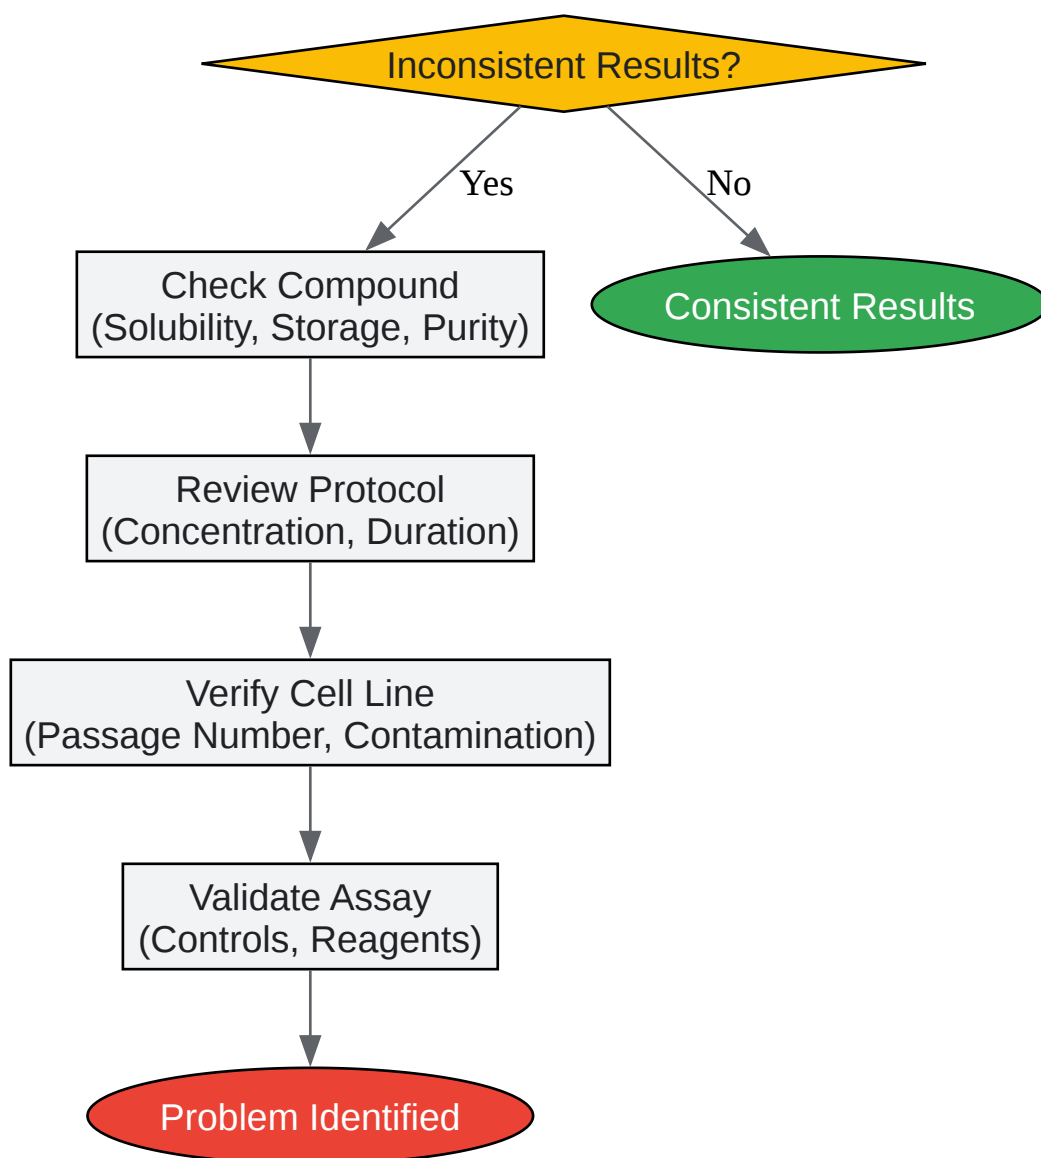 Inconsistent Results?
Yes
No
Check Compound
(Solubility, Storage, Purity)
Consistent Results
Review Protocol
(Concentration, Duration)
Verify Cell Line
(Passage Number, Contamination)
Validate Assay
(Controls, Reagents)
Problem Identified